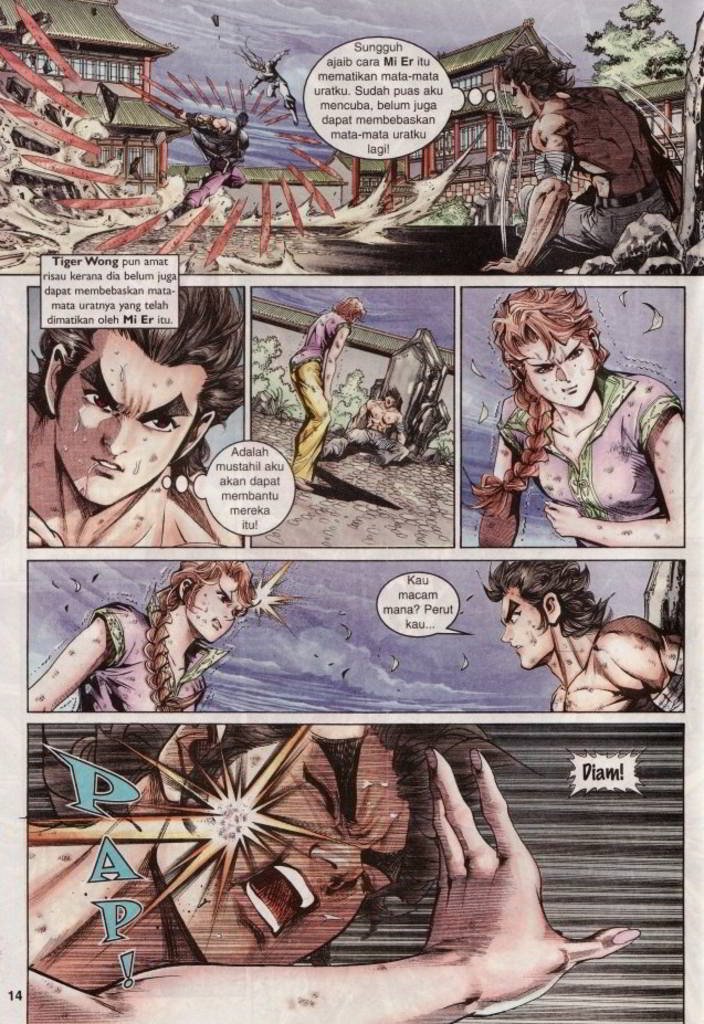 Sungguh
ajaib cara Mi Er itu
mematikan mata-mata
uratku. Sudah puas aku
mencuba, belum juga
dapat membebaskan
mata-mata uratku
lagi!
Tiger Wong pun amat
risau kerana dia belum juga
dapat membebaskan mata-
mata uratnya yang telah
dimatikan oleh Mi Er itu.
Adalah
mustahil aku
akan dapat
membantu
mereka
itu!
Kau
macam
mana? Perut
kau...
Diam!
PAP!
14